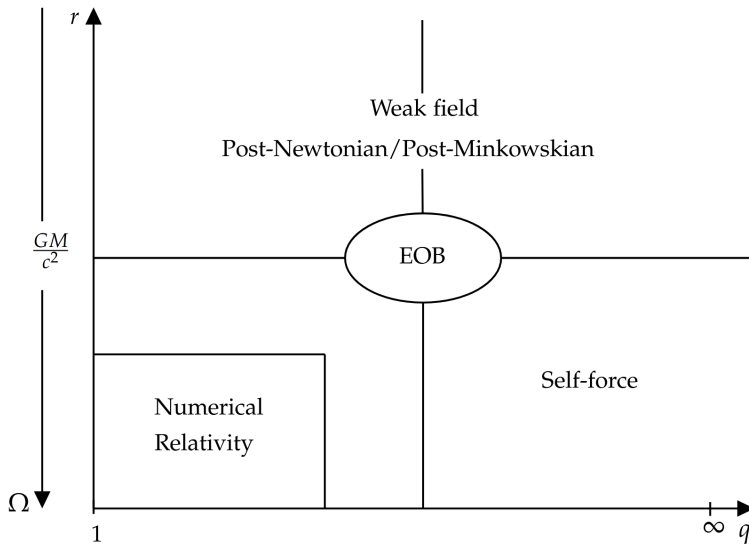 r
Weak field
Post-Newtonian/Post-Minkowskian
GM
c²
EOB
Self-force
Numerical
Relativity
Ω
1
∞
q